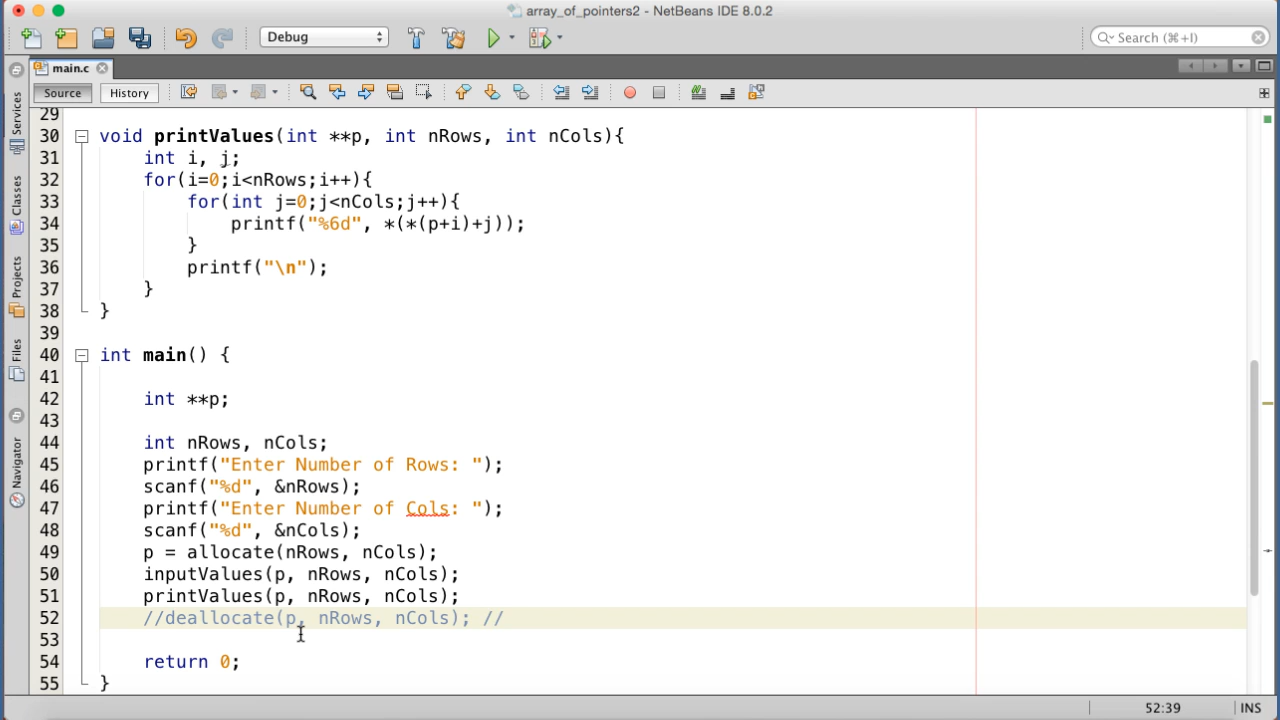 array_of_pointers2 - NetBeans IDE 8.0.2
Debug
Search (⌘+I)
main.c
Source
History
Services
Classes
Projects
Files
Navigator
29
30 void printValues(int **p, int nRows, int nCols){
31 int i, j;
32 for(i=0;i<nRows;i++){
33 for(int j=0;j<nCols;j++){
34 printf("%6d", *(*(p+i)+j));
35 }
36 printf("\n");
37 }
38 }
39
40 int main() {
41
42 int **p;
43
44 int nRows, nCols;
45 printf("Enter Number of Rows: ");
46 scanf("%d", &nRows);
47 printf("Enter Number of Cols: ");
48 scanf("%d", &nCols);
49 p = allocate(nRows, nCols);
50 inputValues(p, nRows, nCols);
51 printValues(p, nRows, nCols);
52 //deallocate(p, nRows, nCols); //
53
54 return 0;
55 }
52:39 INS